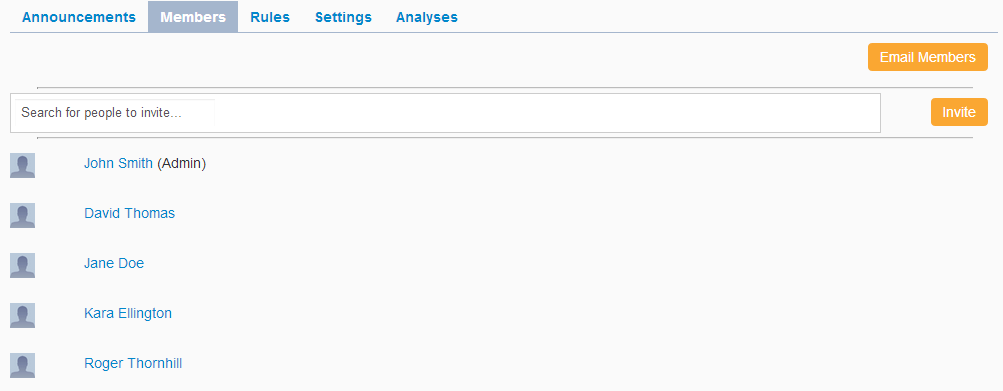 Announcements Members Rules Settings Analyses
Email Members
Search for people to invite... Invite
John Smith (Admin)
David Thomas
Jane Doe
Kara Ellington
Roger Thornhill